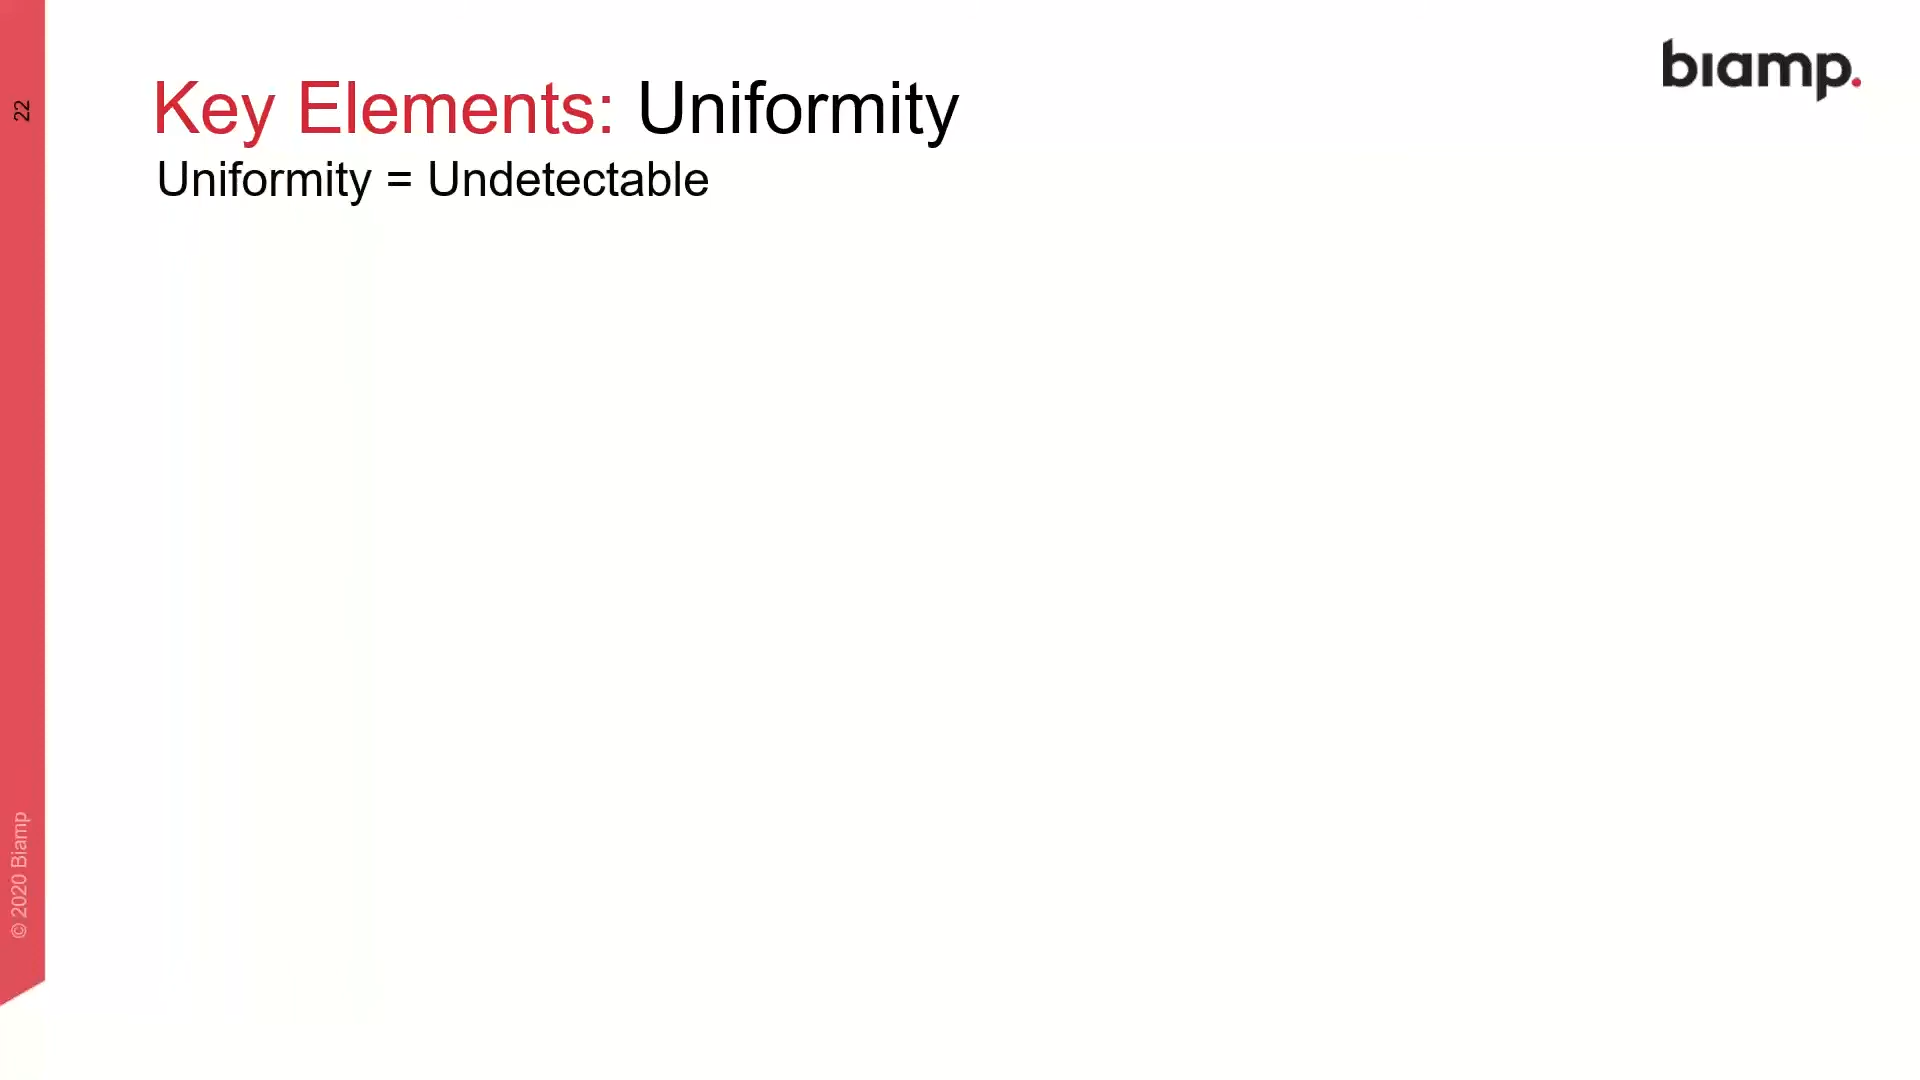 biamp.
22
Key Elements: Uniformity
Uniformity = Undetectable
© 2020 Biamp